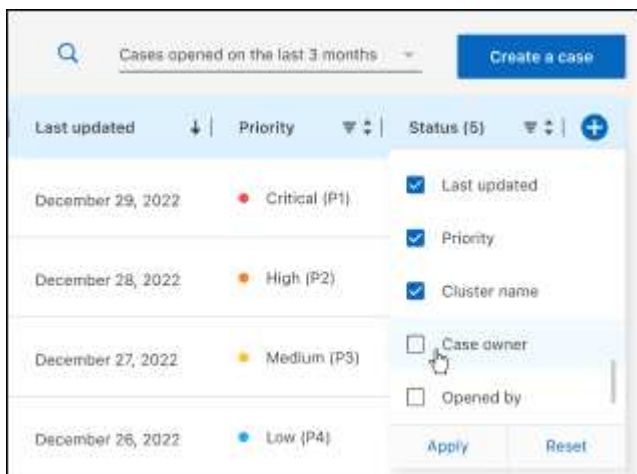 Cases opened on the last 3 months
Create a case
Last updated
Priority
Status (5)
December 29, 2022
Critical (P1)
Last updated
Priority
December 28, 2022
High (P2)
Cluster name
December 27, 2022
Medium (P3)
Case owner
Opened by
December 26, 2022
Low (P4)
Apply
Reset